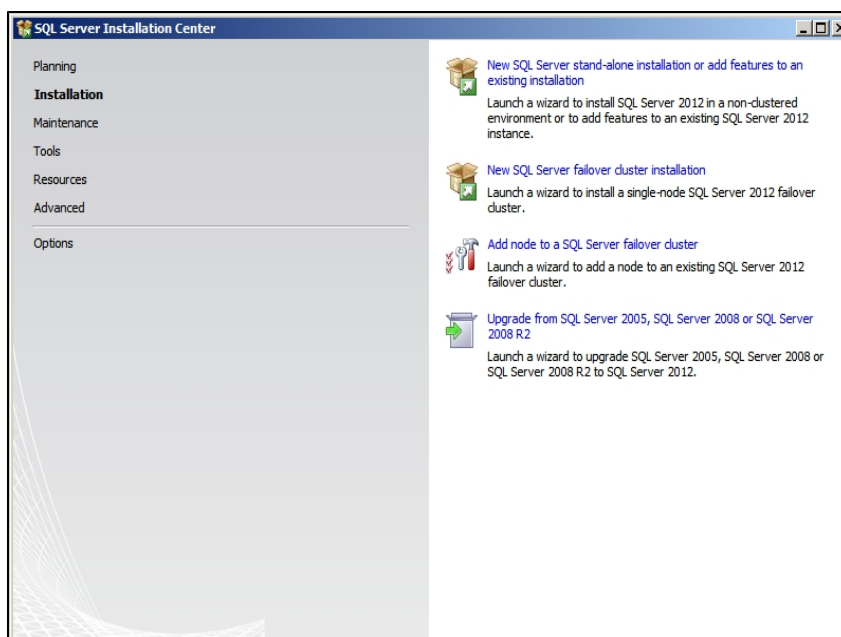 SQL Server Installation Center
Planning
Installation
Maintenance
Tools
Resources
Advanced
Options
New SQL Server stand-alone installation or add features to an
existing installation
Launch a wizard to install SQL Server 2012 in a non-clustered
environment or to add features to an existing SQL Server 2012
instance.
New SQL Server failover cluster installation
Launch a wizard to install a single-node SQL Server 2012 failover
cluster.
Add node to a SQL Server failover cluster
Launch a wizard to add a node to an existing SQL Server 2012
failover cluster.
Upgrade from SQL Server 2005, SQL Server 2008 or SQL Server
2008 R2
Launch a wizard to upgrade SQL Server 2005, SQL Server 2008 or
SQL Server 2008 R2 to SQL Server 2012.